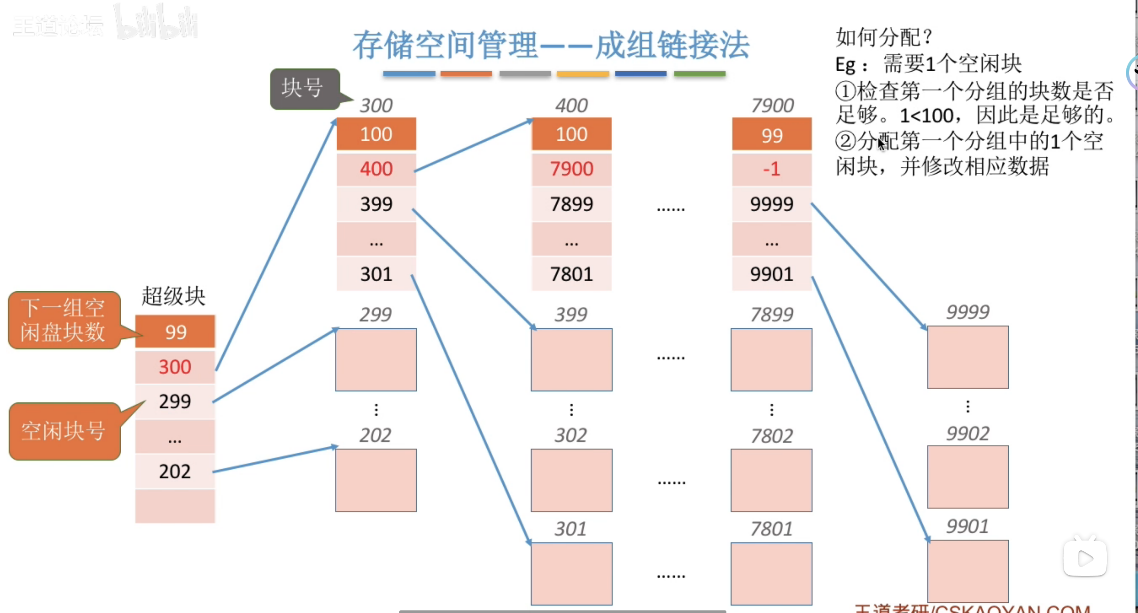 王道论坛 bilibili
存储空间管理——成组链接法
如何分配？
Eg：需要1个空闲块
①检查第一个分组的块数是否
足够。1<100，因此是足够的。
②分配第一个分组中的1个空
闲块，并修改相应数据
块号
300
400
7900
100
100
99
400
7900
-1
399
7899
……
9999
...
...
...
301
7801
9901
超级块
下一组空
闲盘块数
99
300
空闲块号
299
...
202
299
399
7899
9999
……
202
302
7802
9902
……
301
7801
9901
……
王道考研/CSKAOYAN.COM